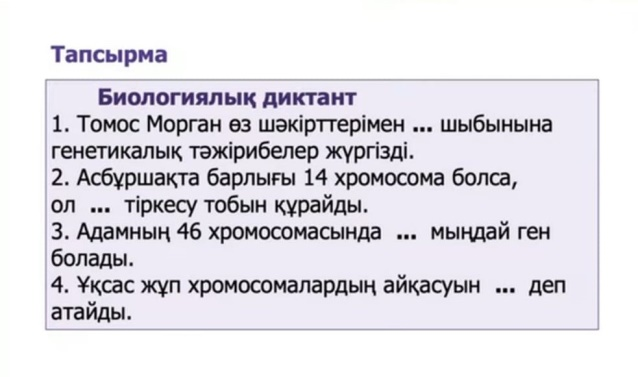 Тапсырма
Биологиялық диктант
1. Томос Морган өз шәкірттерімен ... шыбынына
генетикалық тәжірибелер жүргізді.
2. Асбұршақта барлығы 14 хромосома болса,
ол ... тіркесу тобын құрайды.
3. Адамның 46 хромосомасында ... мыңдай ген
болады.
4. Ұқсас жұп хромосомалардың айқасуын ... деп
атайды.